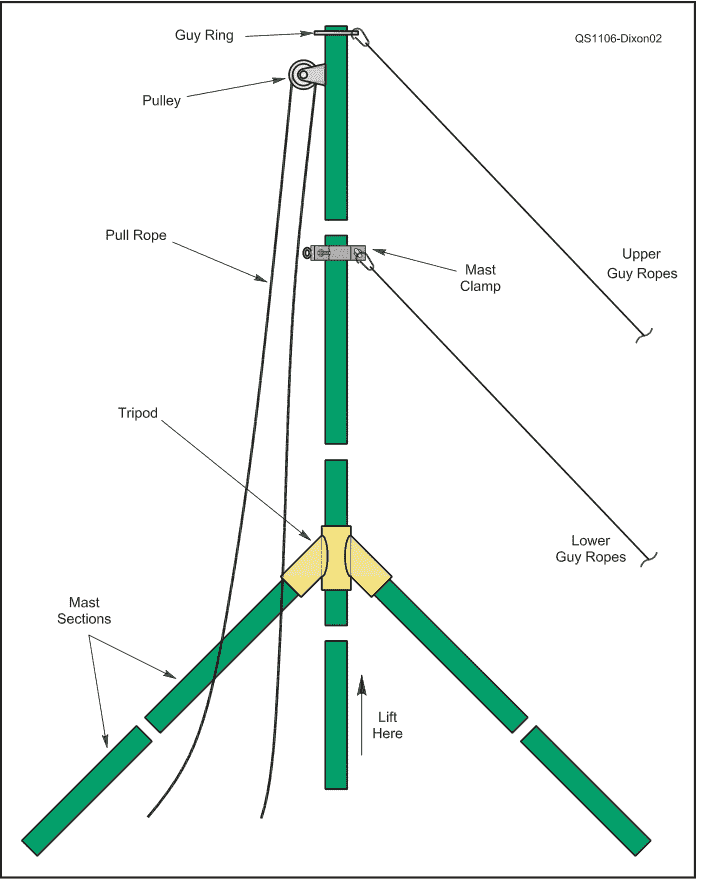 Guy Ring
QS1106-Dixon02
Pulley
Pull Rope
Upper
Guy Ropes
Mast
Clamp
Tripod
Lower
Guy Ropes
Mast
Sections
Lift
Here